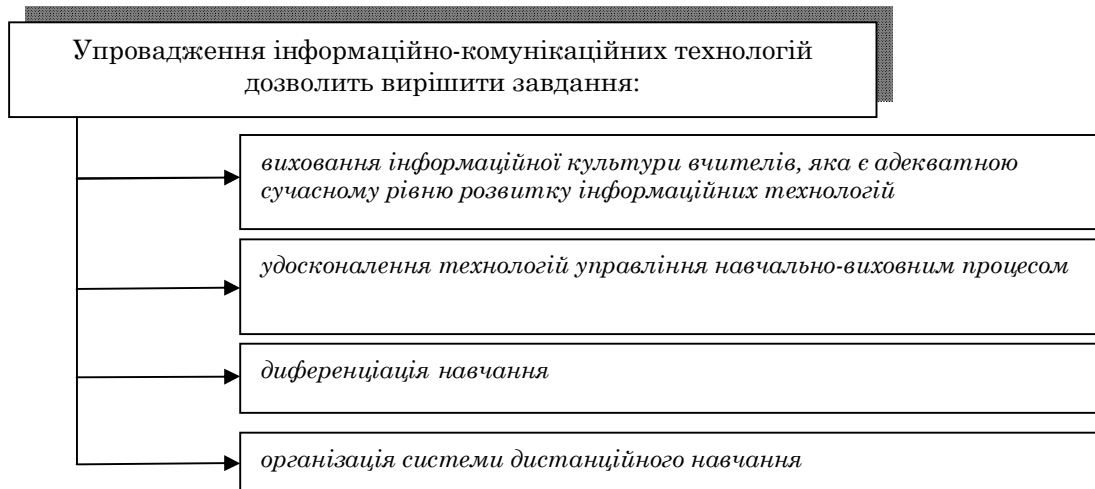 Упровадження інформаційно-комунікаційних технологій
дозволить вирішити завдання:
виховання інформаційної культури вчителів, яка є адекватною
сучасному рівню розвитку інформаційних технологій
удосконалення технологій управління навчально-виховним процесом
диференціація навчання
організація системи дистанційного навчання